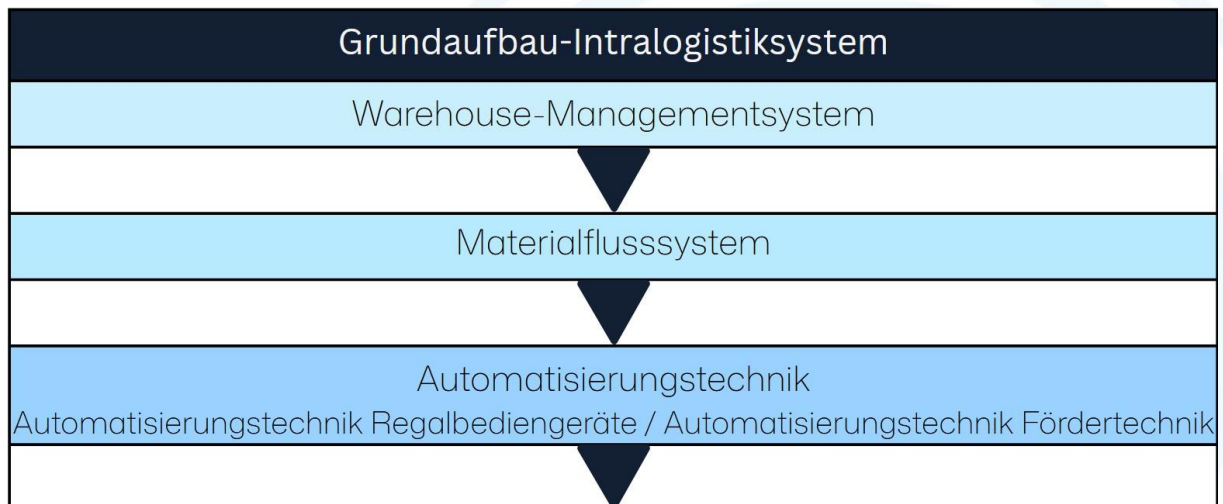 Grundaufbau-Intralogistiksystem
Warehouse-Managementsystem
Materialflusssystem
Automatisierungstechnik
Automatisierungstechnik Regalbediengeräte / Automatisierungstechnik Fördertechnik